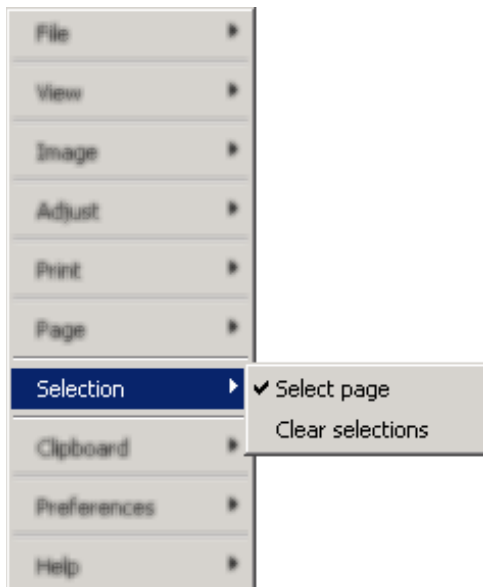 File
View
Image
Adjust
Print
Page
Selection
Select page
Clear selections
Clipboard
Preferences
Help